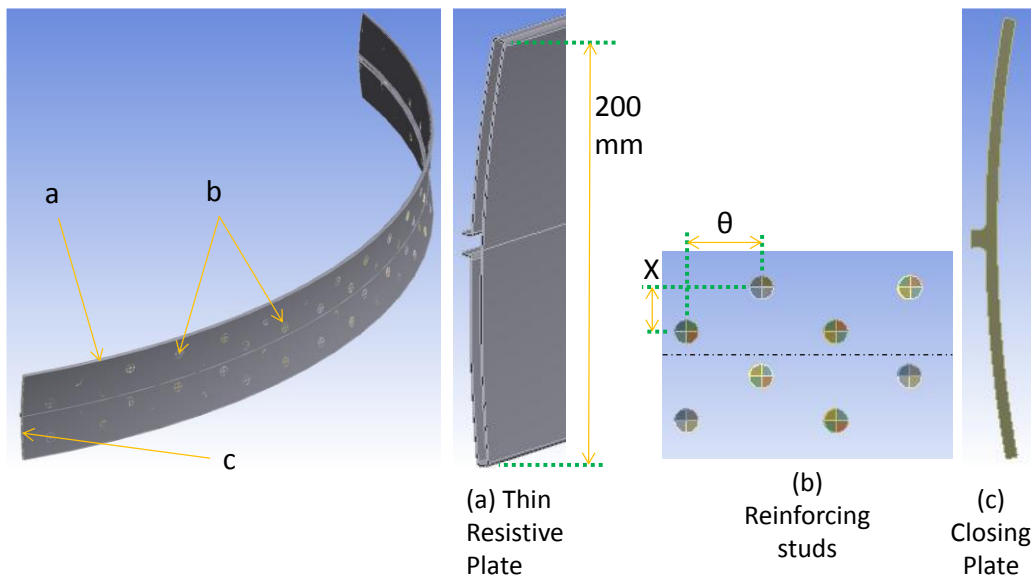 a
b
c
200
mm
θ
X
(a) Thin
Resistive
Plate
(b)
Reinforcing
studs
(c)
Closing
Plate